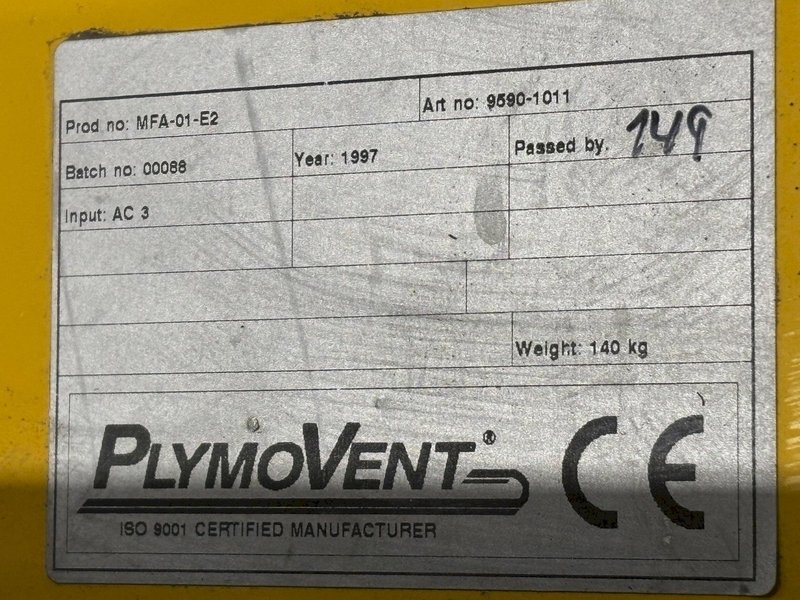 Prod no: MFA-01-E2 Art no: 9590-1011
Batch no: 00088 Year: 1997 Passed by. 149
Input: AC 3
Weight: 140 kg
PLYMOVENT® CE
ISO 9001 CERTIFIED MANUFACTURER